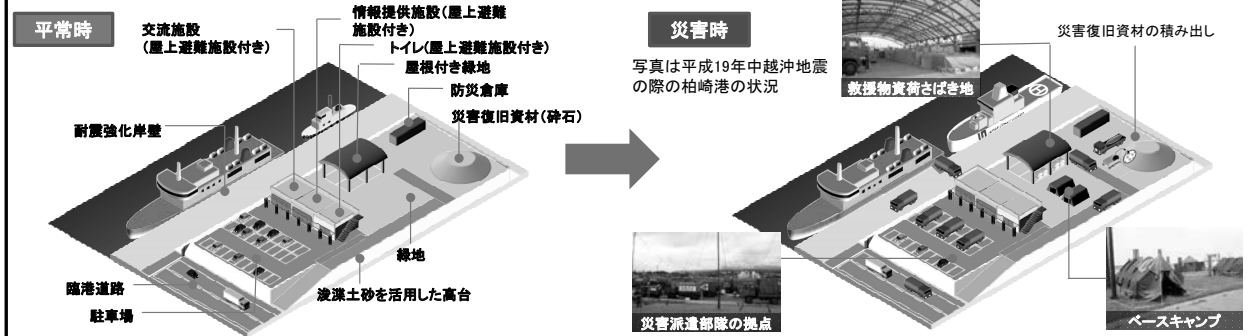 平常時
交流施設
(屋上避難施設付き)
情報提供施設(屋上避難
施設付き)
トイレ(屋上避難施設付き)
屋根付き緑地
防災倉庫
災害復旧資材(砕石)
耐震強化岸壁
緑地
浚渫土砂を活用した高台
臨港道路
駐車場
災害時
写真は平成19年中越沖地震
の際の柏崎港の状況
救援物資荷さばき地
災害復旧資材の積み出し
災害派遣部隊の拠点
ベースキャンプ